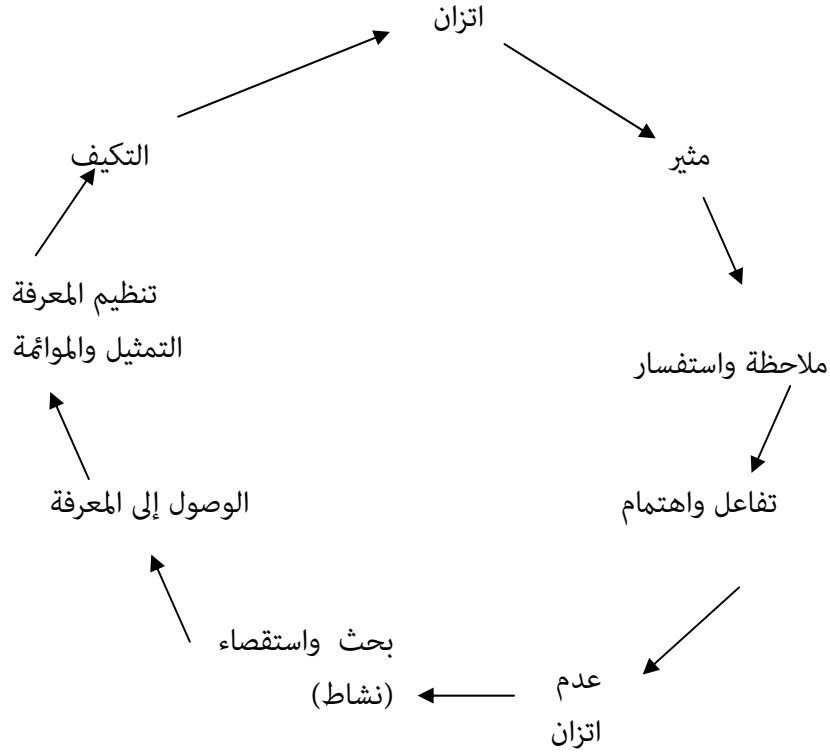 اتزان
مثير
ملاحظة واستفسار
تفاعل واهتمام
عدم
اتزان
بحث واستقصاء
(نشاط)
الوصول إلى المعرفة
تنظيم المعرفة
التمثيل والموائمة
التكيف